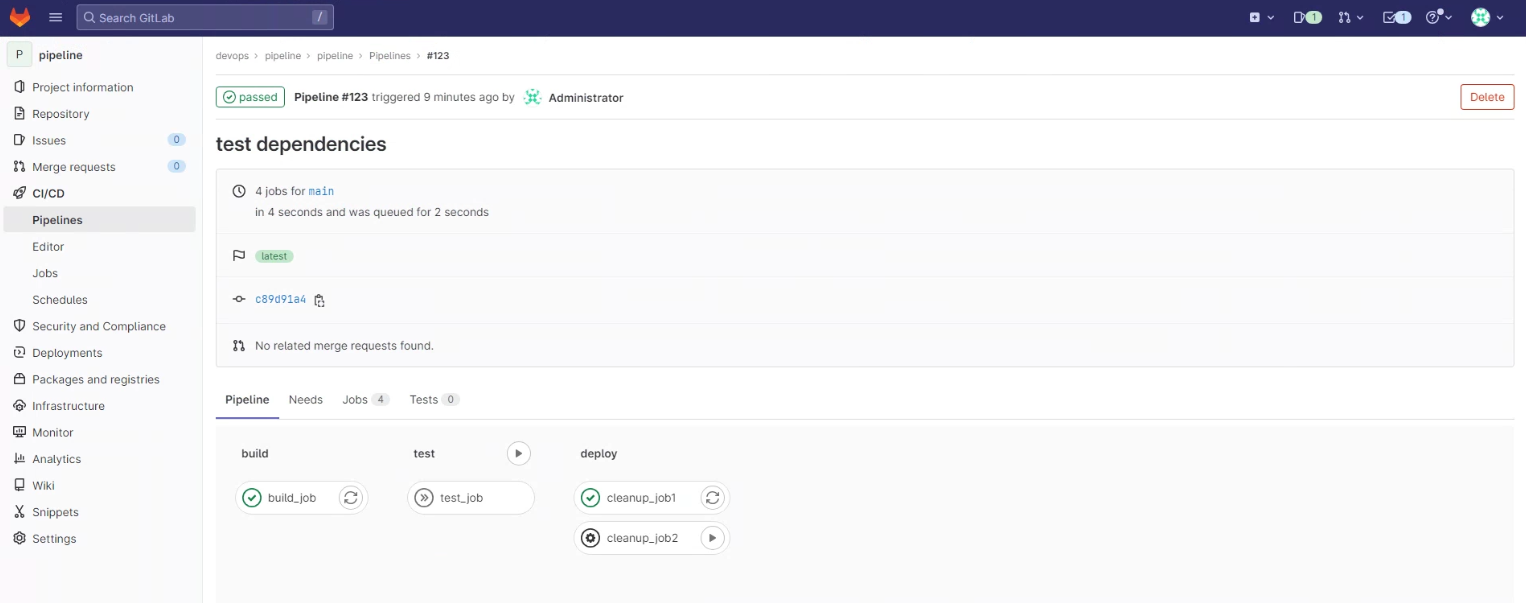 Search GitLab /
1
1
P pipeline
Project information
Repository
Issues 0
Merge requests 0
CI/CD
Pipelines
Editor
Jobs
Schedules
Security and Compliance
Deployments
Packages and registries
Infrastructure
Monitor
Analytics
Wiki
Snippets
Settings
devops › pipeline › pipeline › Pipelines › #123
passed Pipeline #123 triggered 9 minutes ago by Administrator
Delete
test dependencies
4 jobs for main
in 4 seconds and was queued for 2 seconds
latest
c89d91a4
No related merge requests found.
Pipeline Needs Jobs 4 Tests 0
build test deploy
build_job test_job cleanup_job1
cleanup_job2